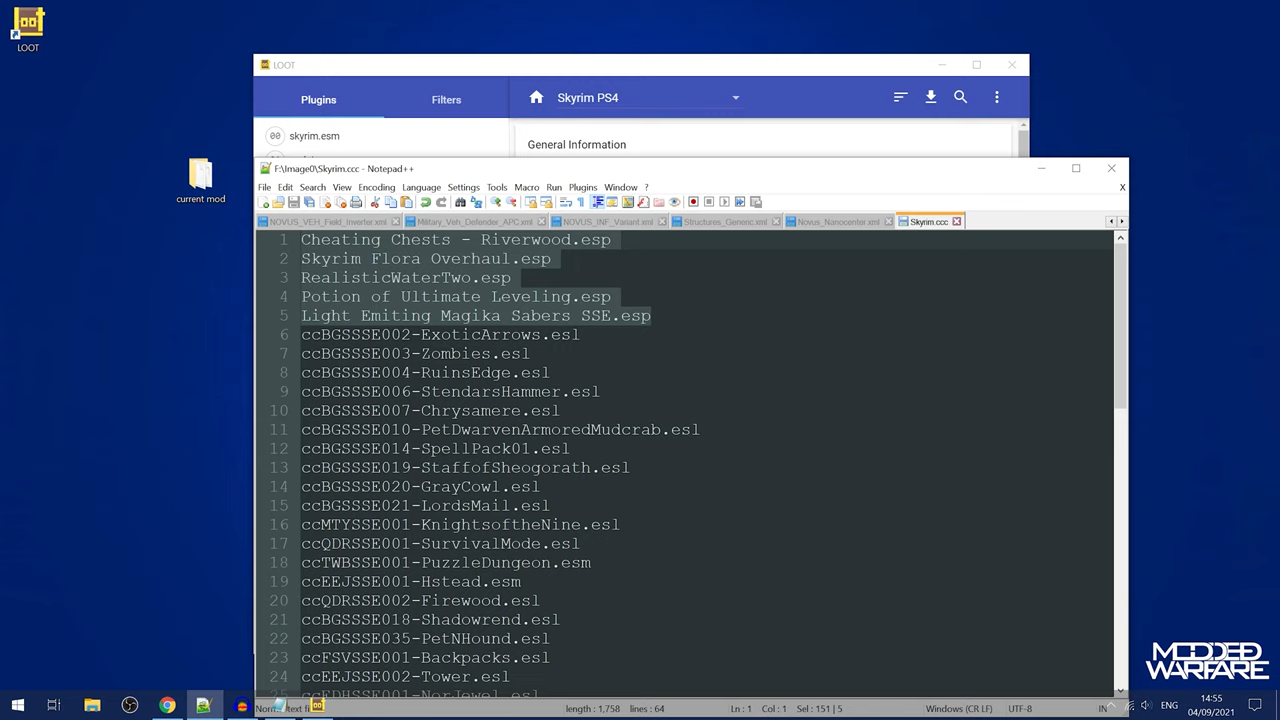 LOOT
LOOT
Plugins
Filters
Skyrim PS4
00 skyrim.esm
General Information
current mod
F:\Image0\Skyrim.ccc - Notepad++
File Edit Search View Encoding Language Settings Tools Macro Run Plugins Window ?
X
NOVUS_VEH_Field_Inverter.xml Military_Veh_Defender_APC.xml NOVUS_INF_Variant.xml Structures_Generic.xml Novus_Nanocenter.xml Skyrim.ccc
1 Cheating Chests - Riverwood.esp
2 Skyrim Flora Overhaul.esp
3 RealisticWaterTwo.esp
4 Potion of Ultimate Leveling.esp
5 Light Emiting Magika Sabers SSE.esp
6 ccBGSSSE002-ExoticArrows.esl
7 ccBGSSSE003-Zombies.esl
8 ccBGSSSE004-RuinsEdge.esl
9 ccBGSSSE006-StendarsHammer.esl
10 ccBGSSSE007-Chrysamere.esl
11 ccBGSSSE010-PetDwarvenArmoredMudcrab.esl
12 ccBGSSSE014-SpellPack01.esl
13 ccBGSSSE019-StaffofSheogorath.esl
14 ccBGSSSE020-GrayCowl.esl
15 ccBGSSSE021-LordsMail.esl
16 ccMTYSSE001-KnightsoftheNine.esl
17 ccQDRSSE001-SurvivalMode.esl
18 ccTWBSSE001-PuzzleDungeon.esm
19 ccEEJSSE001-Hstead.esm
20 ccQDRSSE002-Firewood.esl
21 ccBGSSSE018-Shadowrend.esl
22 ccBGSSSE035-PetNHound.esl
23 ccFSVSSE001-Backpacks.esl
24 ccEEJSSE002-Tower.esl
25 ccEDHSSE001-NorJewel.esl
length : 1,758 lines : 64
Ln : 1 Col : 1 Sel : 151 | 5
Windows (CR LF)
UTF-8
MODDED
WARFARE
ENG
14:55
04/09/2021